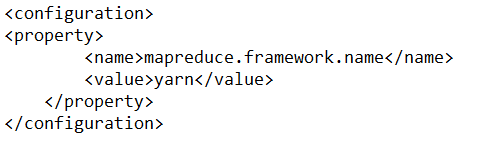 <configuration>
<property>
        <name>mapreduce.framework.name</name>
        <value>yarn</value>
    </property>
</configuration>